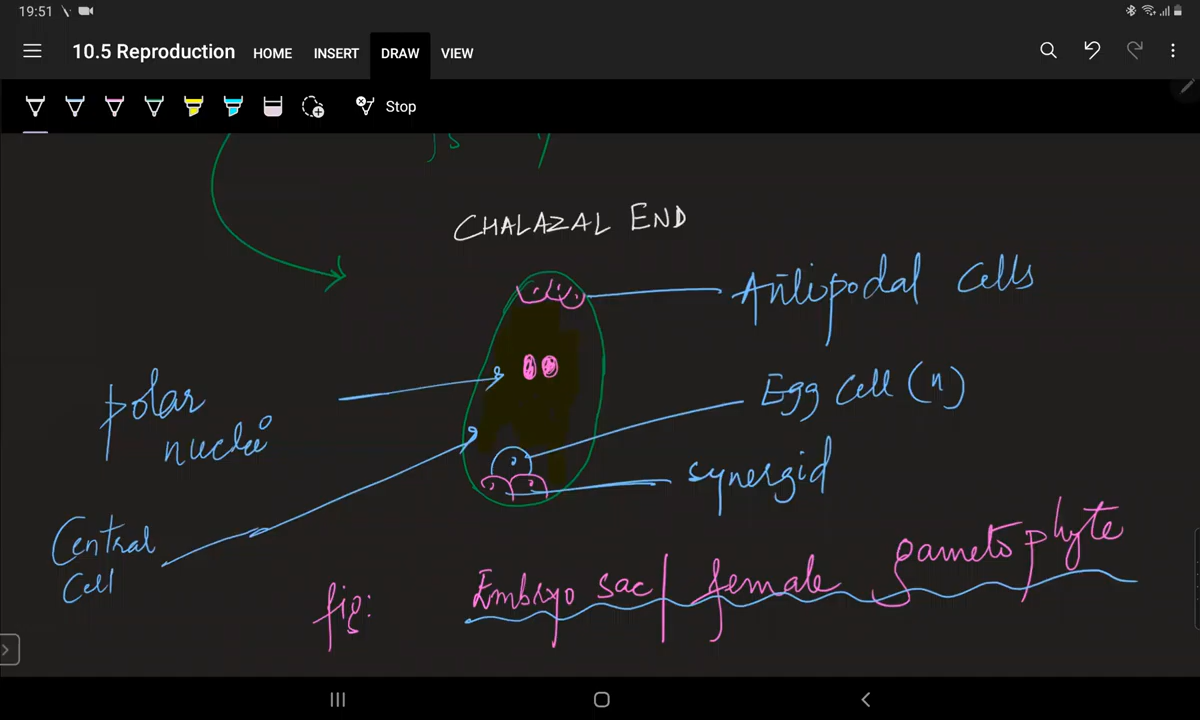 19:51
10.5 Reproduction HOME INSERT DRAW VIEW
Stop
CHALAZAL END
Antipodal Cells
Egg Cell (n)
polar
nuclei
synergid
Central
Cell
fig: Embryo sac/female gametophyte